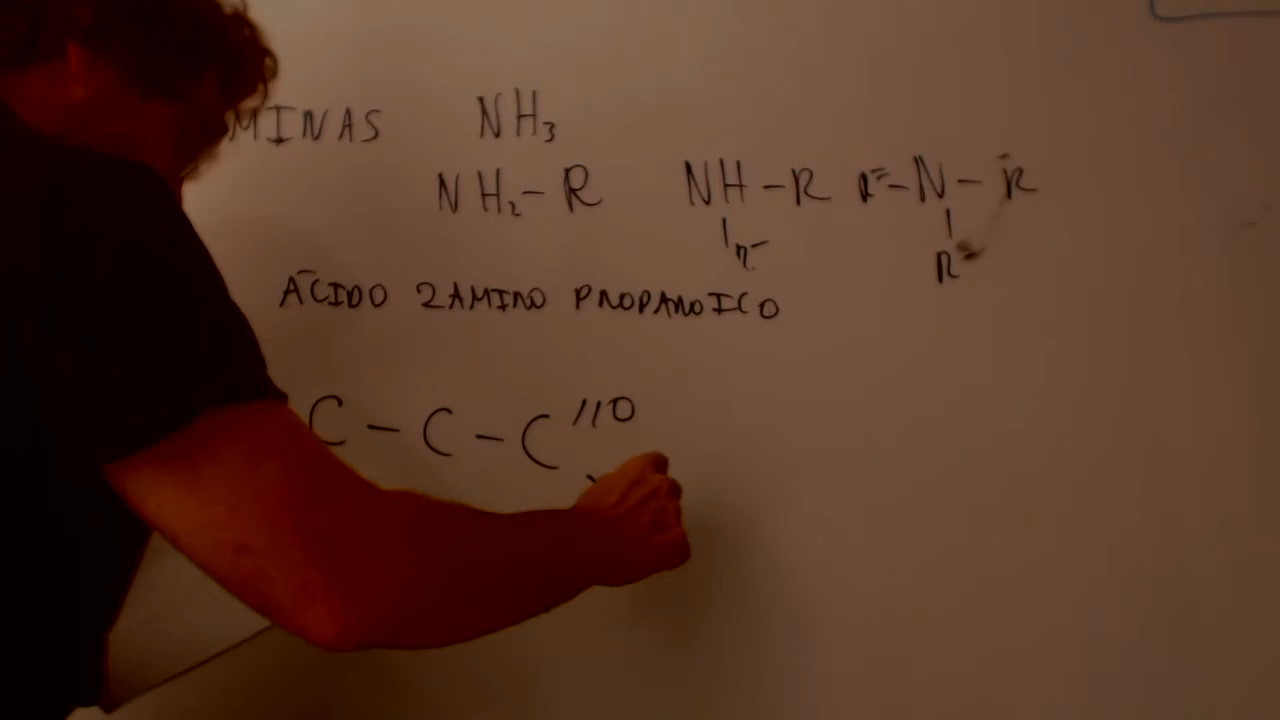 MINAS NH₃
NH₂-R NH-R R=-N-R
R- R=
ÁCIDO 2AMINO PROPANOICO
C-C-C//O